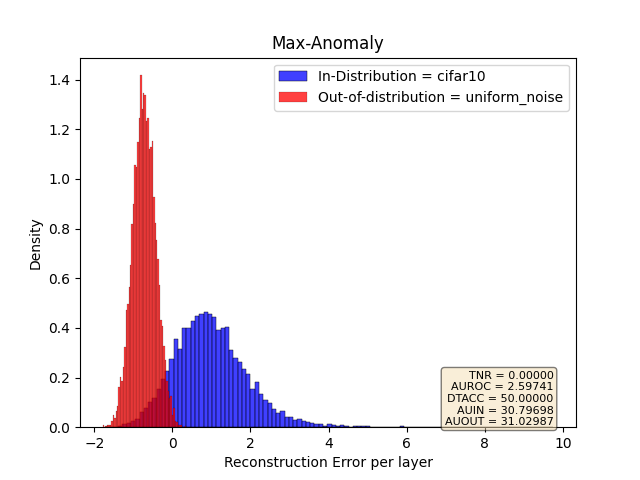 Max-Anomaly
In-Distribution = cifar10
Out-of-distribution = uniform_noise
Density
1.4
1.2
1.0
0.8
0.6
0.4
0.2
0.0
TNR = 0.00000
AUROC = 2.59741
DTACC = 50.00000
AUIN = 30.79698
AUOUT = 31.02987
−2 0 2 4 6 8 10
Reconstruction Error per layer